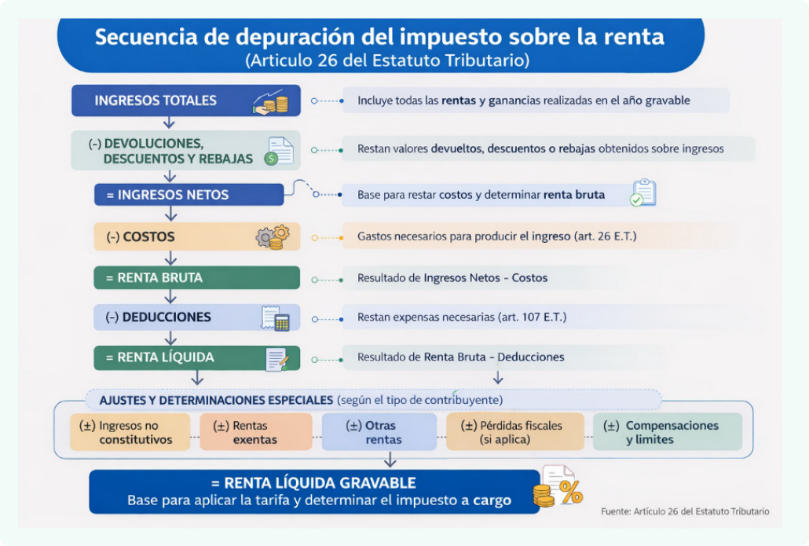 Secuencia de depuración del impuesto sobre la renta
(Articulo 26 del Estatuto Tributario)
INGRESOS TOTALES
Incluye todas las rentas y ganancias realizadas en el año gravable
(-) DEVOLUCIONES,
DESCUENTOS Y REBAJAS
$
Restan valores devueltos, descuentos o rebajas obtenidos sobre ingresos
= INGRESOS NETOS
Base para restar costos y determinar renta bruta
(-) COSTOS
Gastos necesarios para producir el ingreso (art. 26 E.T.)
= RENTA BRUTA
Resultado de Ingresos Netos - Costos
(-) DEDUCCIONES
Restan expensas necesarias (art. 107 E.T.)
= RENTA LÍQUIDA
Resultado de Renta Bruta - Deducciones
AJUSTES Y DETERMINACIONES ESPECIALES (según el tipo de contribuyente)
(±) Ingresos no
constitutivos
(±) Rentas
exentas
(±) Otras
rentas
(±) Pérdidas fiscales
(si aplica)
(±) Compensaciones
y limites
= RENTA LÍQUIDA GRAVABLE
Base para aplicar la tarifa y determinar el impuesto a cargo
%
Fuente: Artículo 26 del Estatuto Tributario